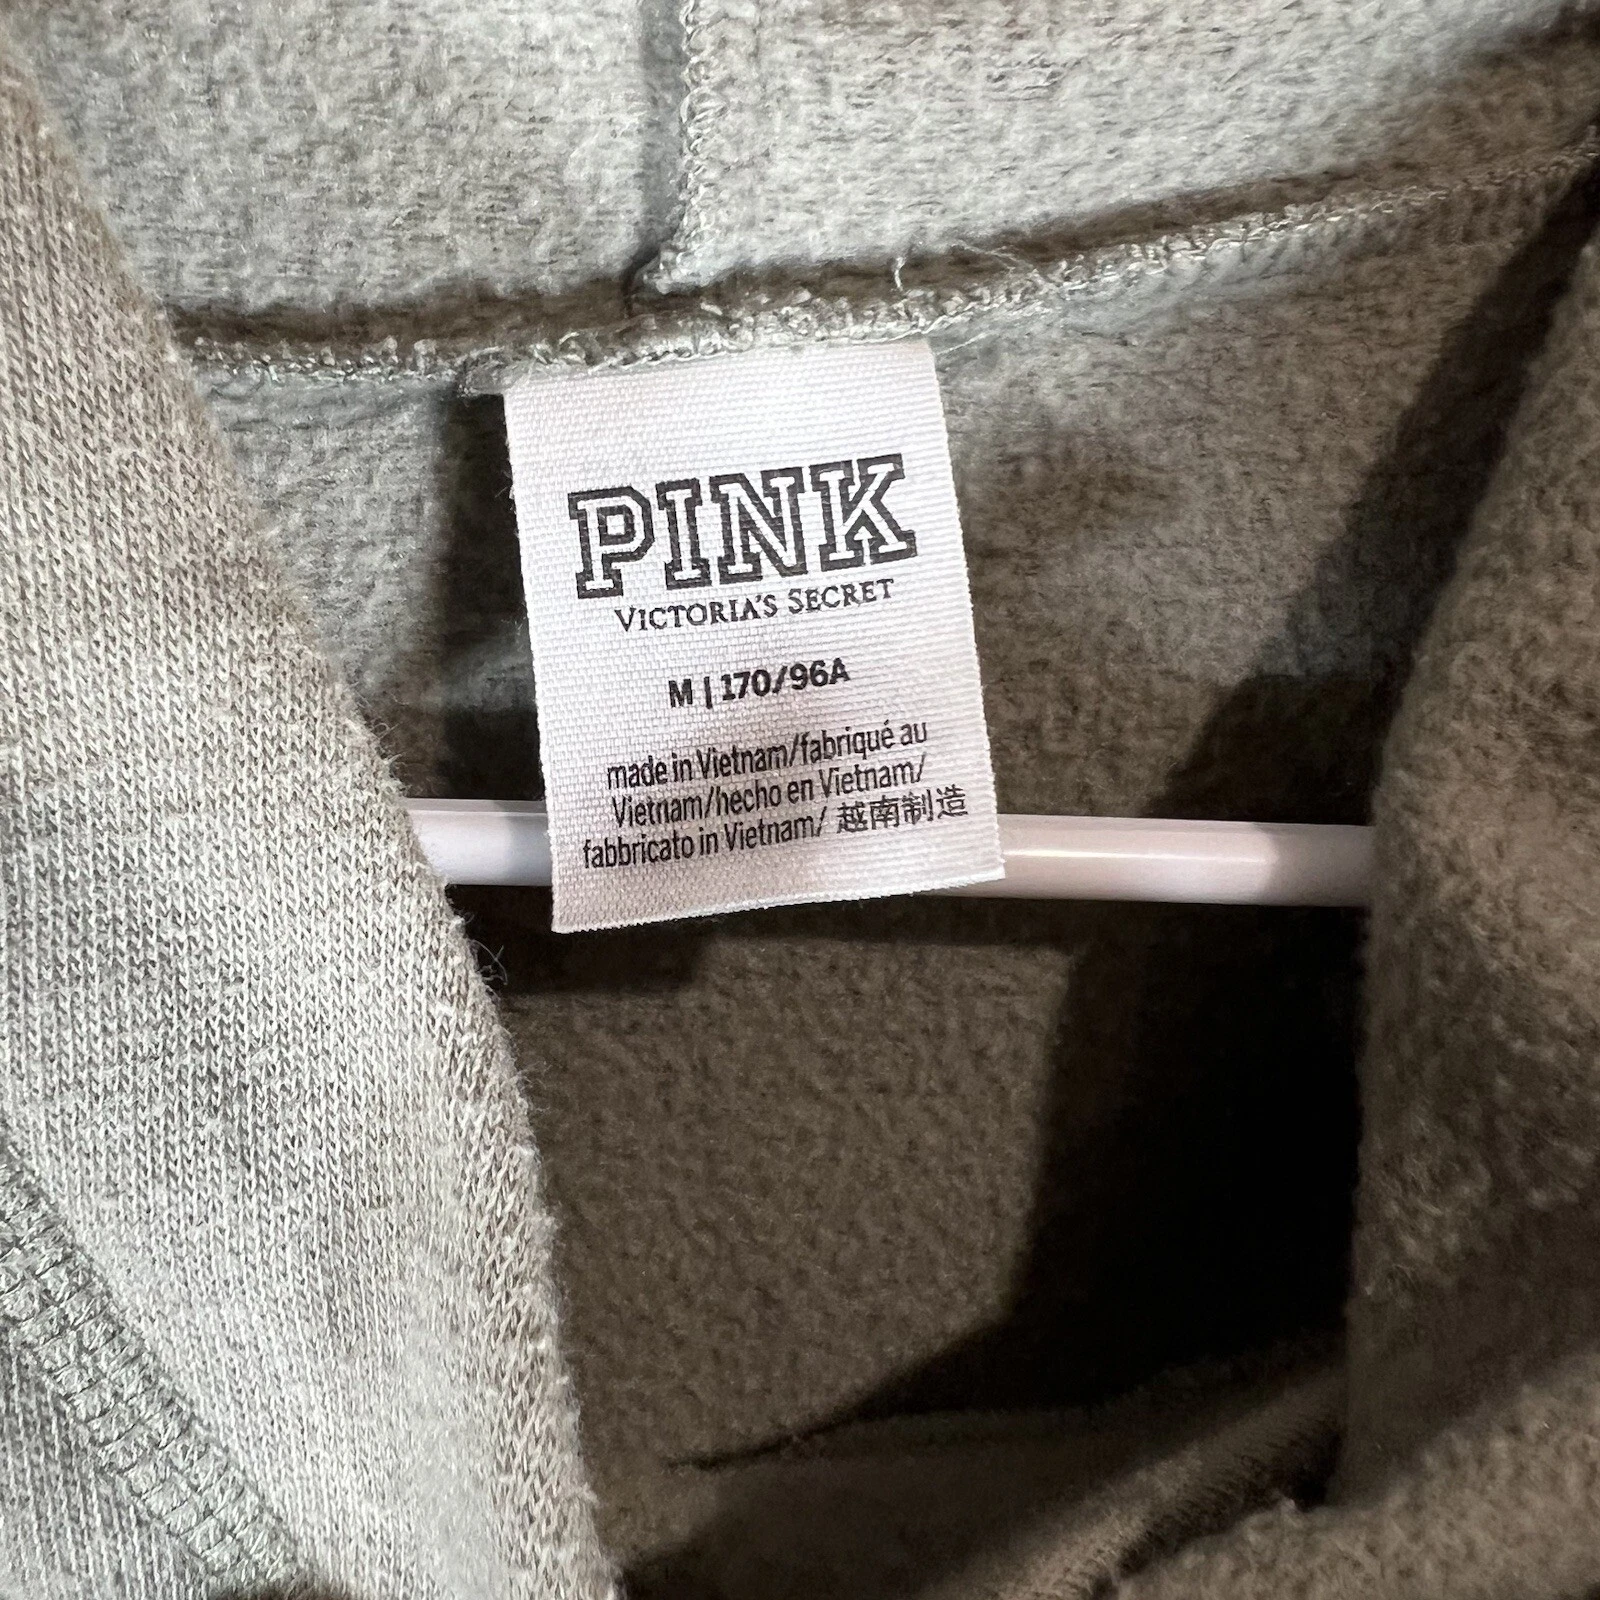 PINK
VICTORIA'S SECRET
M | 170/96A
made in Vietnam/fabriqué au
Vietnam/hecho en Vietnam/
fabbricato in Vietnam/ 越南制造